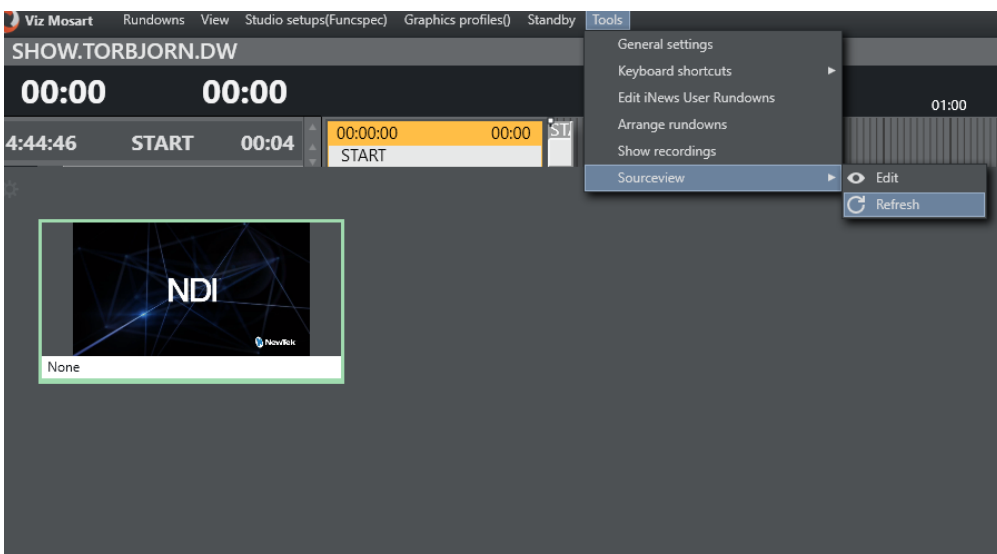 Viz Mosart Rundowns View Studio setups(Funcspec) Graphics profiles() Standby Tools
SHOW.TORBJORN.DW
General settings
Keyboard shortcuts
Edit iNews User Rundowns
Arrange rundowns
Show recordings
Sourceview
Edit
Refresh
00:00 00:00
01:00
4:44:46 START 00:04
00:00:00 00:00
START
NDI
NewTek
None